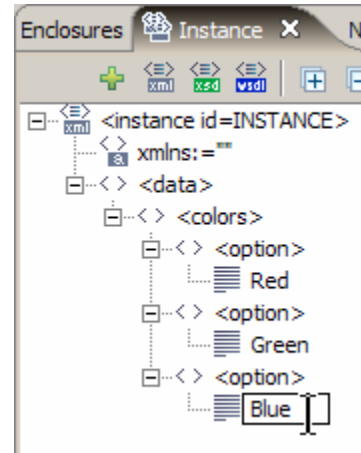 Enclosures Instance N
xml xsd wsdl
<instance id=INSTANCE>
a xmlns:=""
<data>
<colors>
<option>
Red
<option>
Green
<option>
Blue